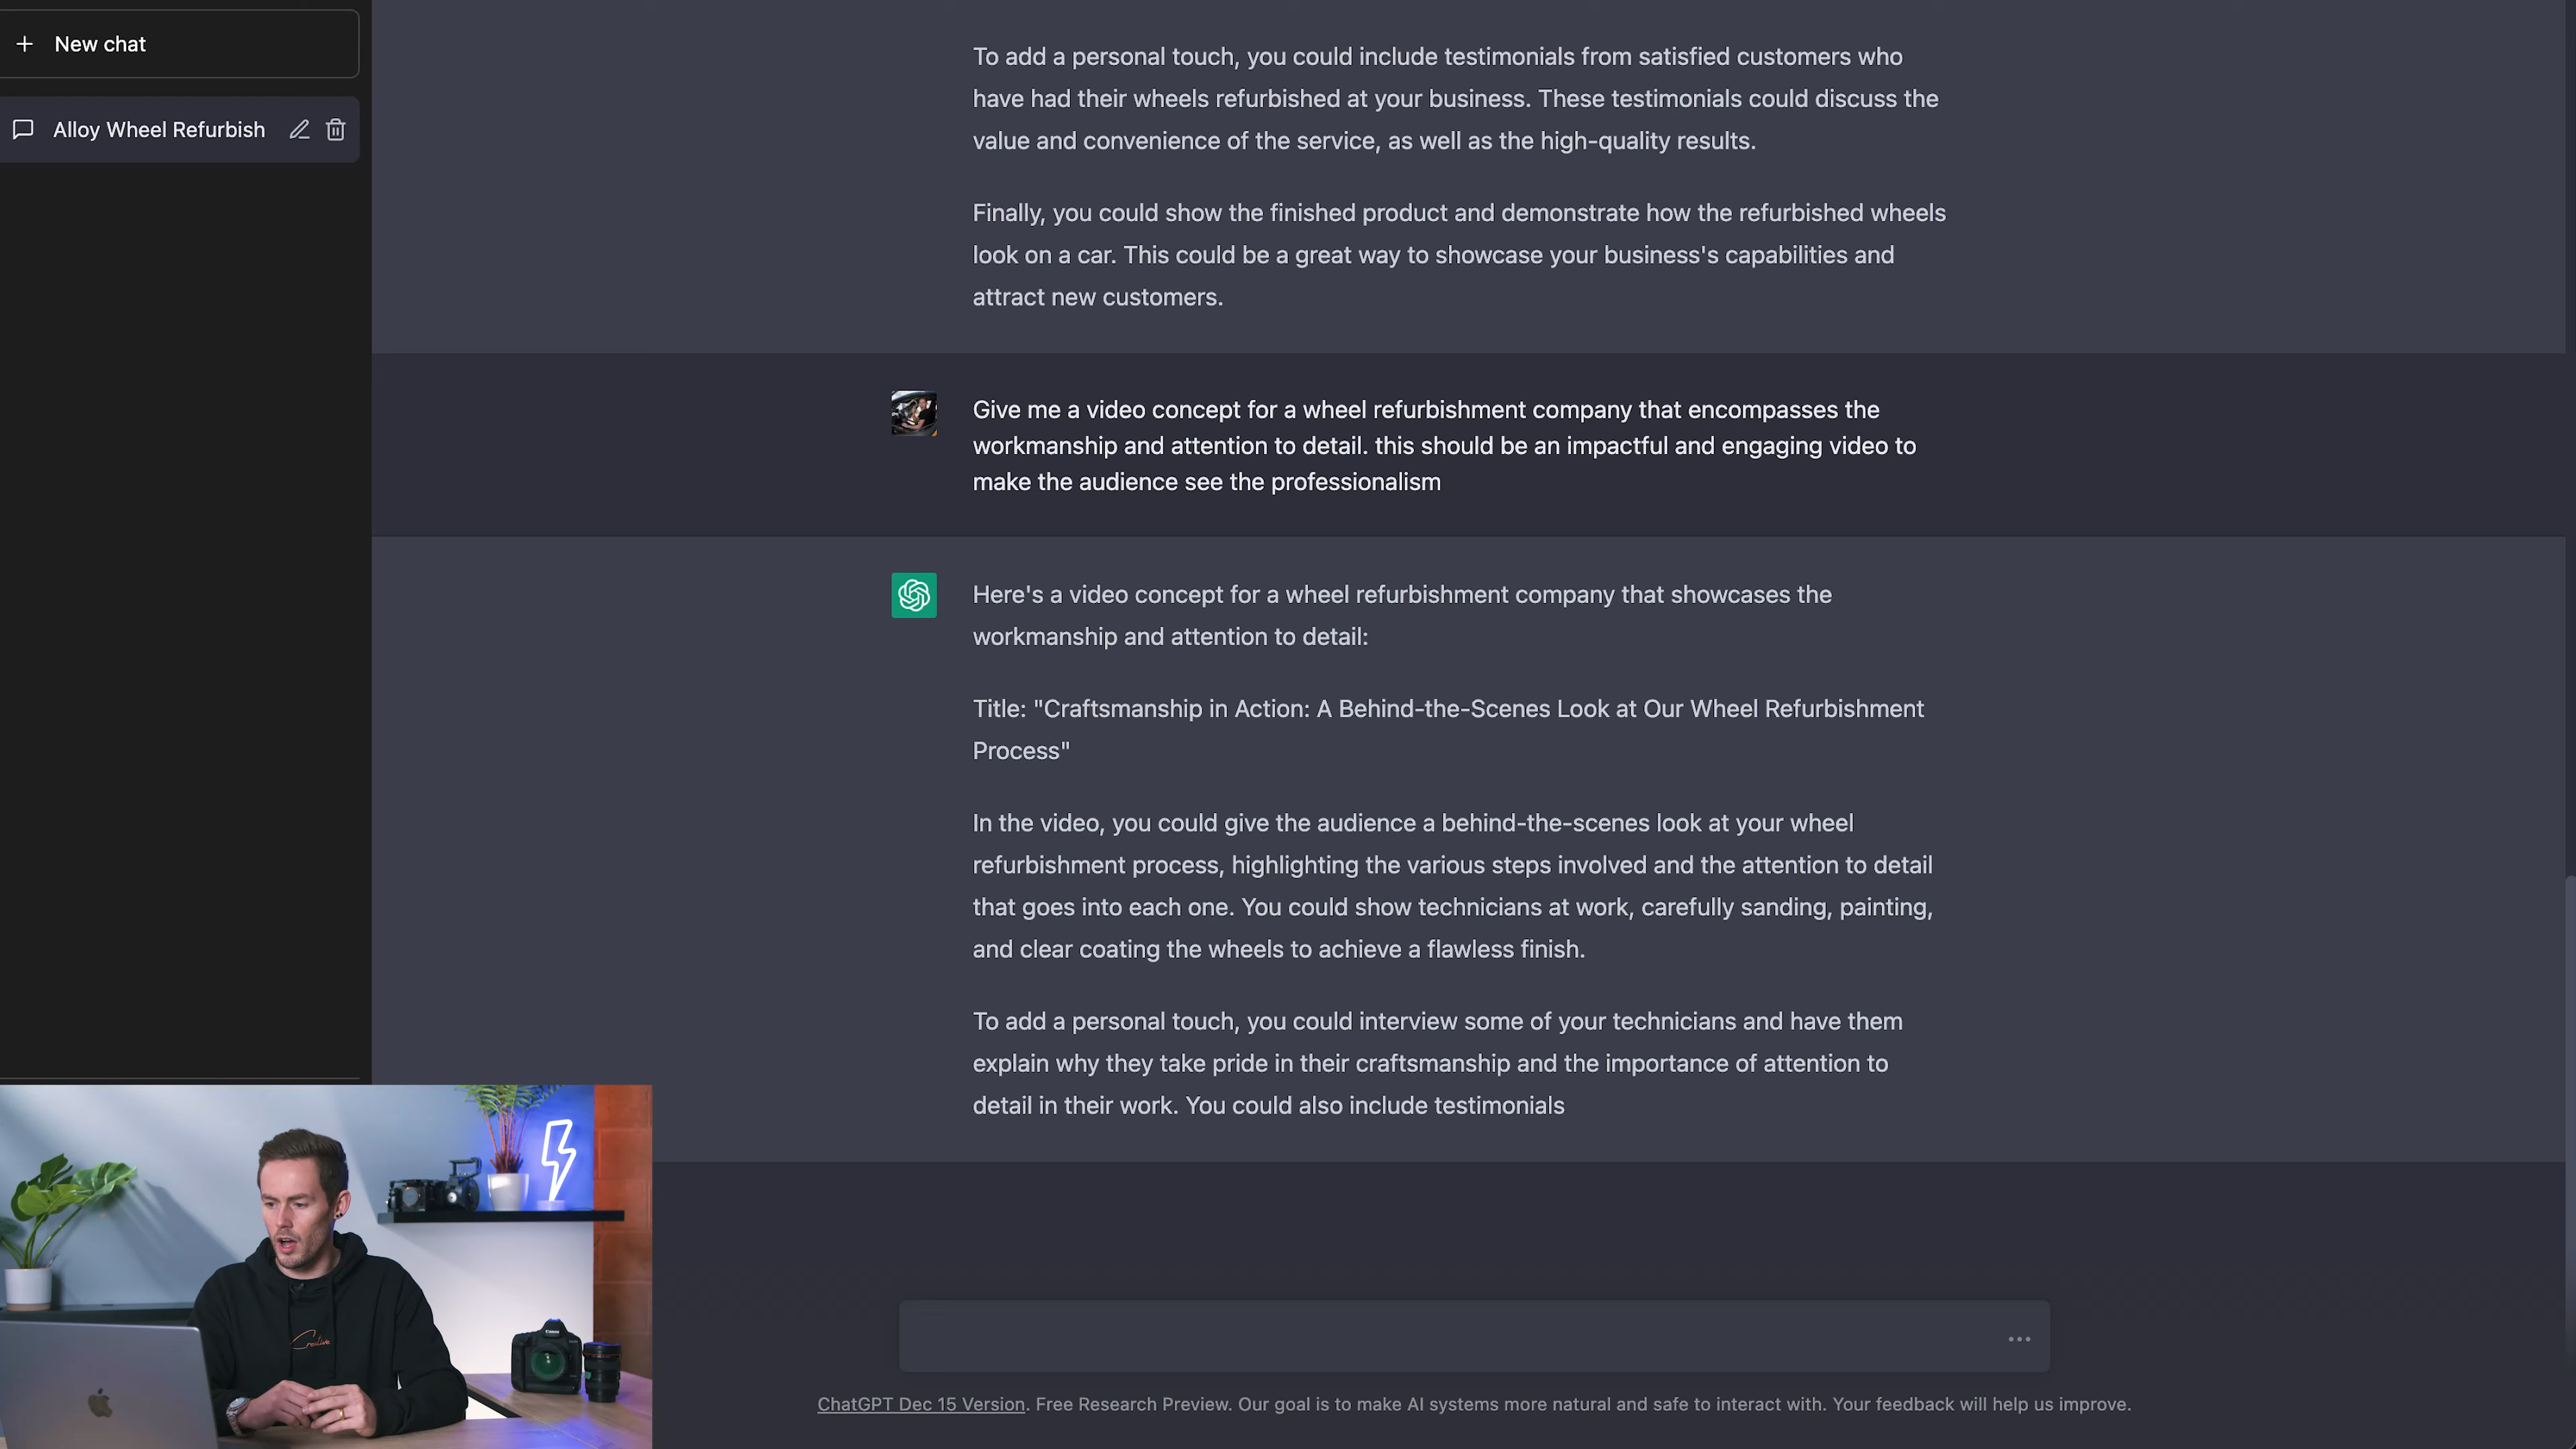 New chat
Alloy Wheel Refurbish
To add a personal touch, you could include testimonials from satisfied customers who
have had their wheels refurbished at your business. These testimonials could discuss the
value and convenience of the service, as well as the high-quality results.
Finally, you could show the finished product and demonstrate how the refurbished wheels
look on a car. This could be a great way to showcase your business's capabilities and
attract new customers.
Give me a video concept for a wheel refurbishment company that encompasses the
workmanship and attention to detail. this should be an impactful and engaging video to
make the audience see the professionalism
Here's a video concept for a wheel refurbishment company that showcases the
workmanship and attention to detail:
Title: "Craftsmanship in Action: A Behind-the-Scenes Look at Our Wheel Refurbishment
Process"
In the video, you could give the audience a behind-the-scenes look at your wheel
refurbishment process, highlighting the various steps involved and the attention to detail
that goes into each one. You could show technicians at work, carefully sanding, painting,
and clear coating the wheels to achieve a flawless finish.
To add a personal touch, you could interview some of your technicians and have them
explain why they take pride in their craftsmanship and the importance of attention to
detail in their work. You could also include testimonials
Creative
Canon
ChatGPT Dec 15 Version. Free Research Preview. Our goal is to make AI systems more natural and safe to interact with. Your feedback will help us improve.